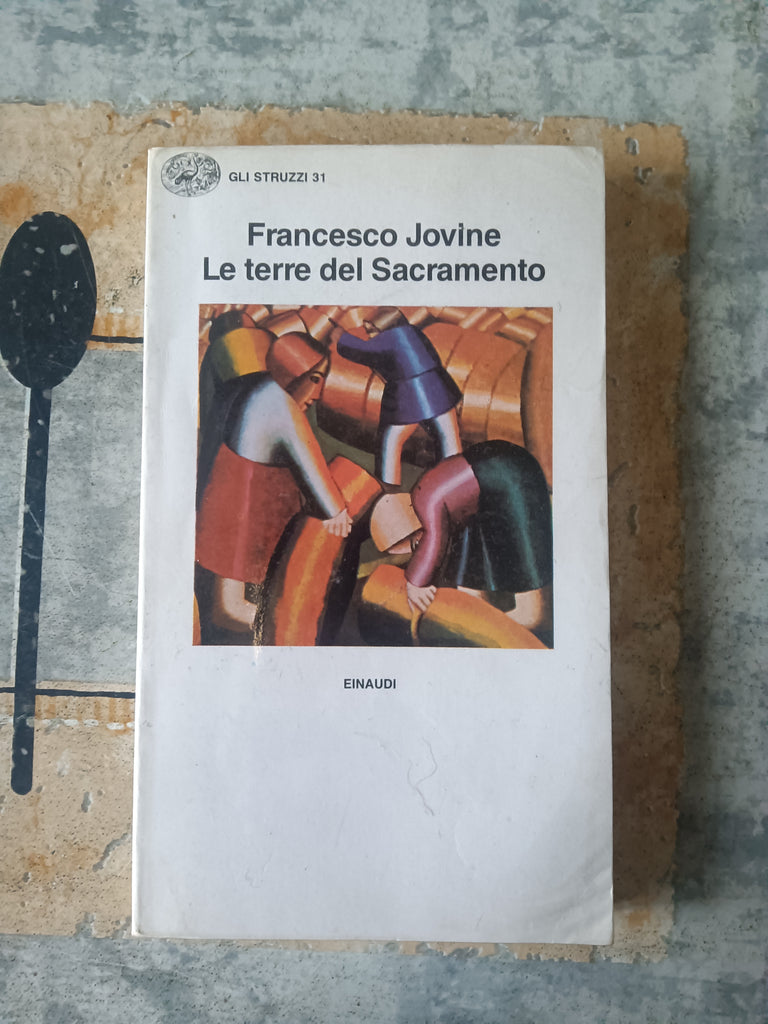 GLI STRUZZI 31
Francesco Jovine
Le terre del Sacramento
EINAUDI